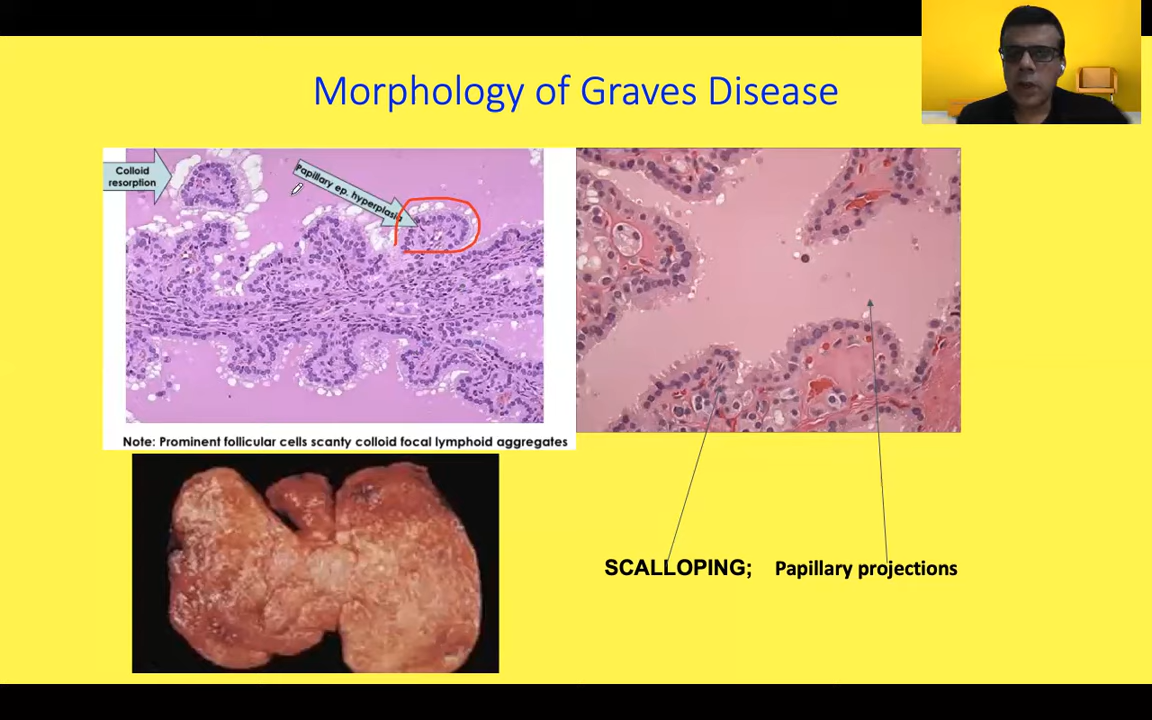 Morphology of Graves Disease
Colloid
resorption
Papillary ep. hyperplasia
Note: Prominent follicular cells scanty colloid focal lymphoid aggregates
SCALLOPING; Papillary projections